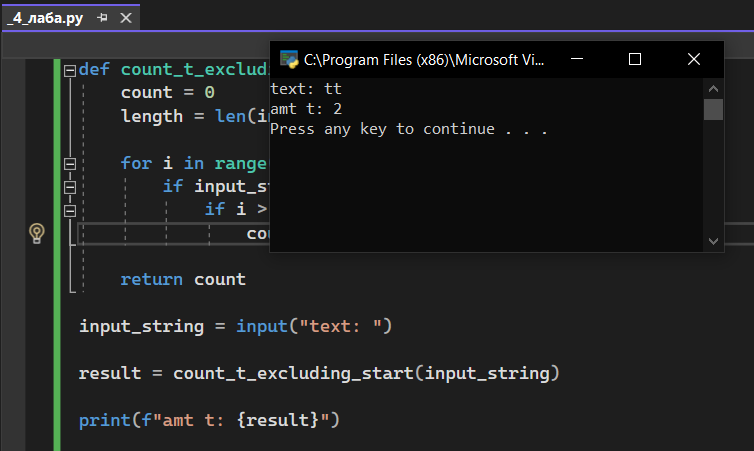 _4_лаба.py
C:\Program Files (x86)\Microsoft Vi...
text: tt
amt t: 2
Press any key to continue . . .
def count_t_excludi
count = 0
length = len(i
for i in range
if input_s
if i >
co
return count
input_string = input("text: ")
result = count_t_excluding_start(input_string)
print(f"amt t: {result}")